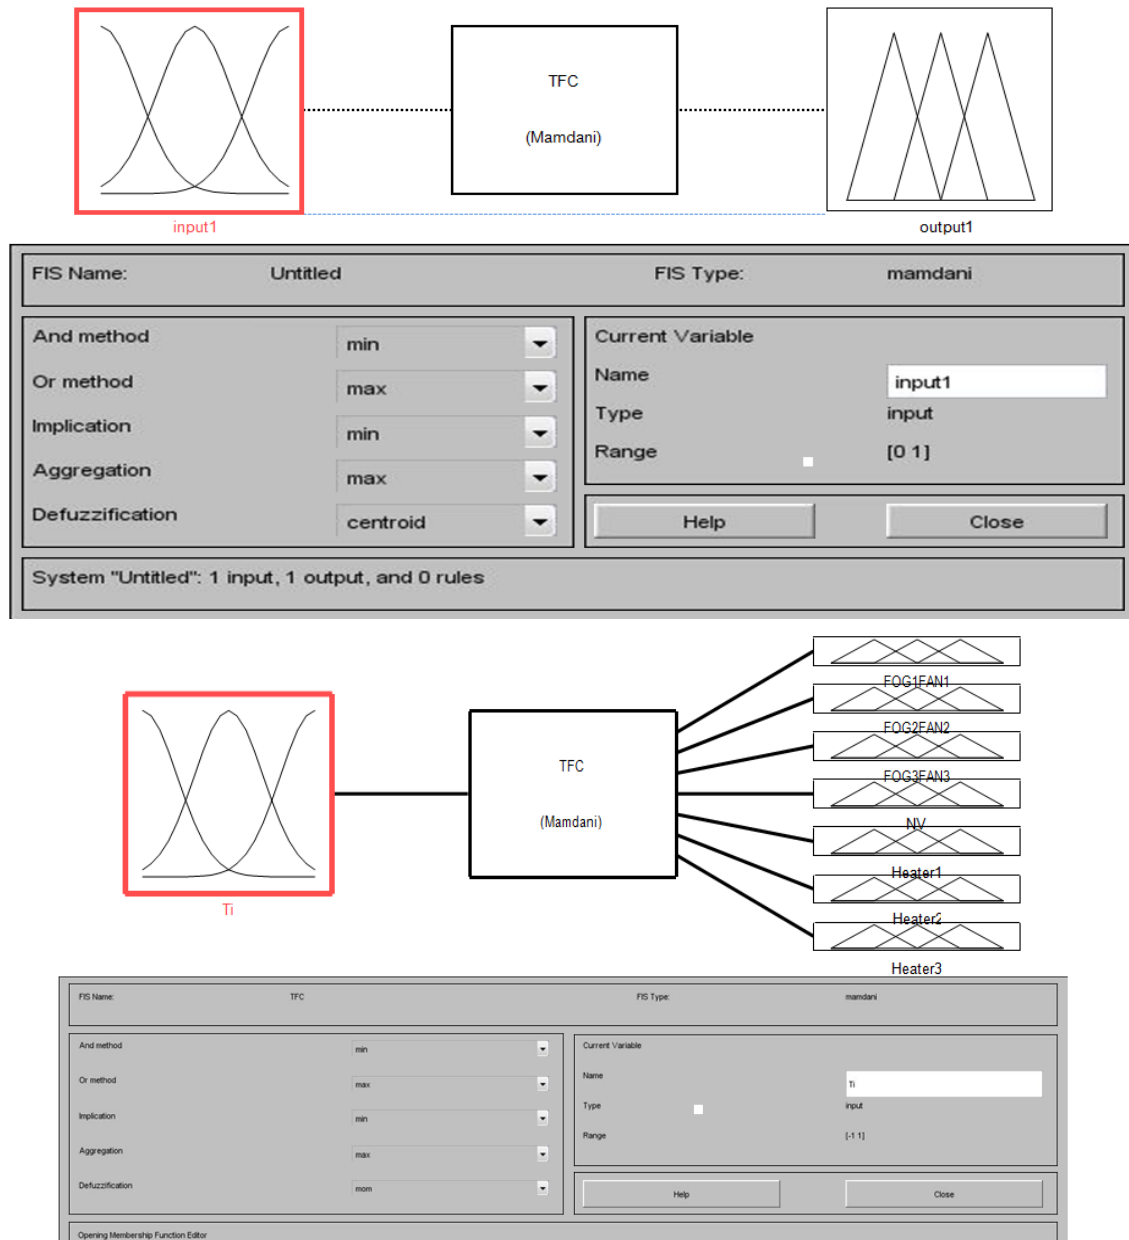 TFC
(Mamdani)
input1
output1
FIS Name: Untitled FIS Type: mamdani
And method min
Or method max
Implication min
Aggregation max
Defuzzification centroid
Current Variable
Name input1
Type input
Range [0 1]
Help Close
System "Untitled": 1 input, 1 output, and 0 rules
FOG1FAN1
FOG2FAN2
FOG3FAN3
NV
Heater1
Heater2
Heater3
TFC
(Mamdani)
Ti
FIS Name: TFC FIS Type: mamdani
And method min
Or method max
Implication min
Aggregation max
Defuzzification mom
Current Variable
Name Ti
Type input
Range [-1 1]
Help Close
Opening Membership Function Editor